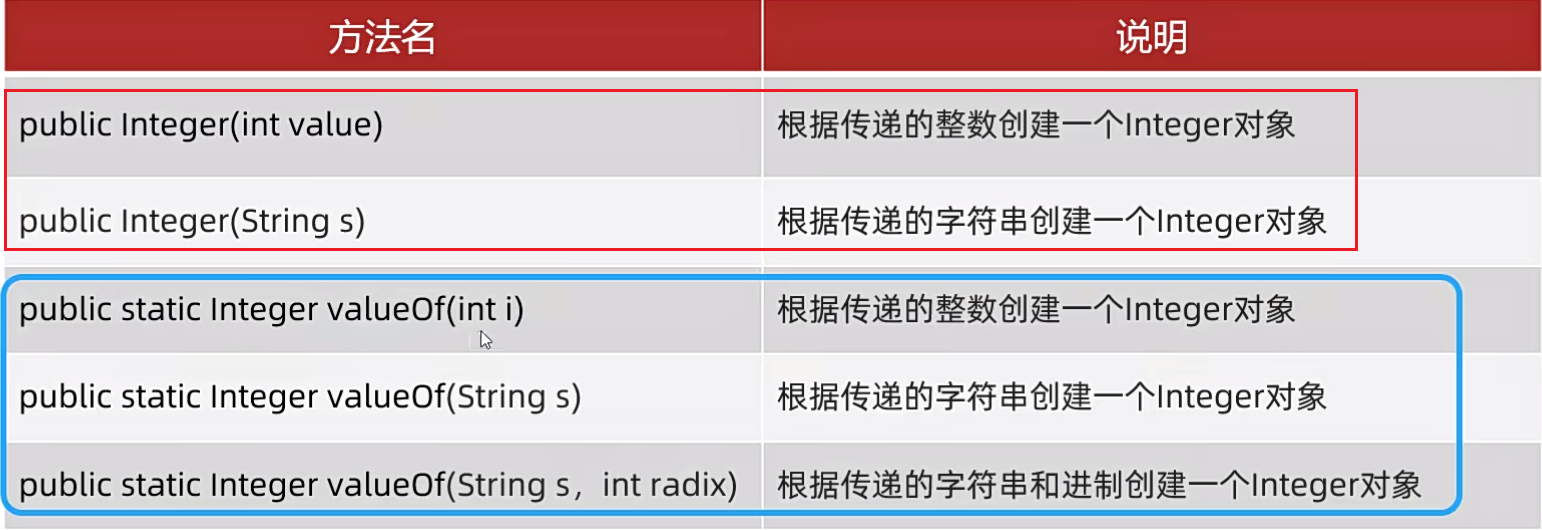 方法名 说明
public Integer(int value) 根据传递的整数创建一个Integer对象
public Integer(String s) 根据传递的字符串创建一个Integer对象
public static Integer valueOf(int i) 根据传递的整数创建一个Integer对象
public static Integer valueOf(String s) 根据传递的字符串创建一个Integer对象
public static Integer valueOf(String s，int radix) 根据传递的字符串和进制创建一个Integer对象